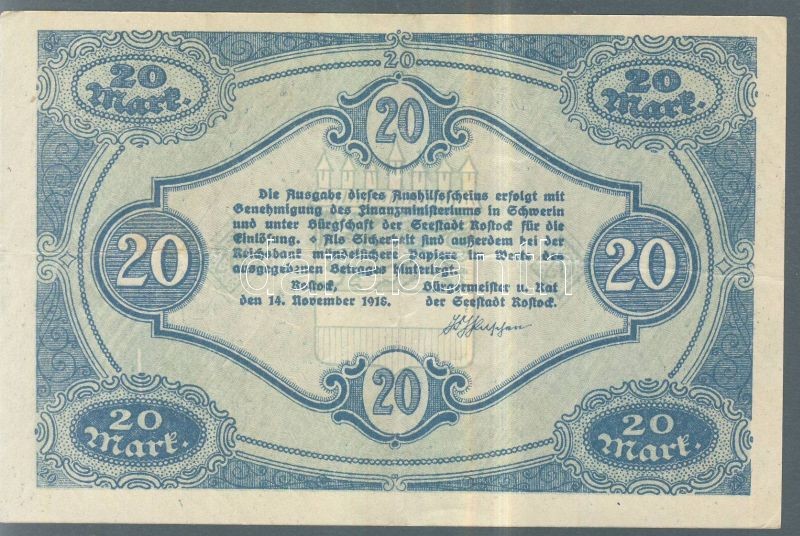 20 Mark.
20
20 Mark.
20
Die Ausgabe dieses Aushilfsscheins erfolgt mit
Genehmigung des Finanzministeriums in Schwerin
und unter Bürgschaft der Seestadt Rostock für die
Einlösung. + Als Sicherheit sind außerdem bei der
Reichsbank mündelsichere Papiere im Werte des
ausgegebenen Betrages hinterlegt.
20
20
Rostock, Bürgermeister u. Rat
den 14. November 1918. der Seestadt Rostock.
20
20 Mark.
20 Mark.